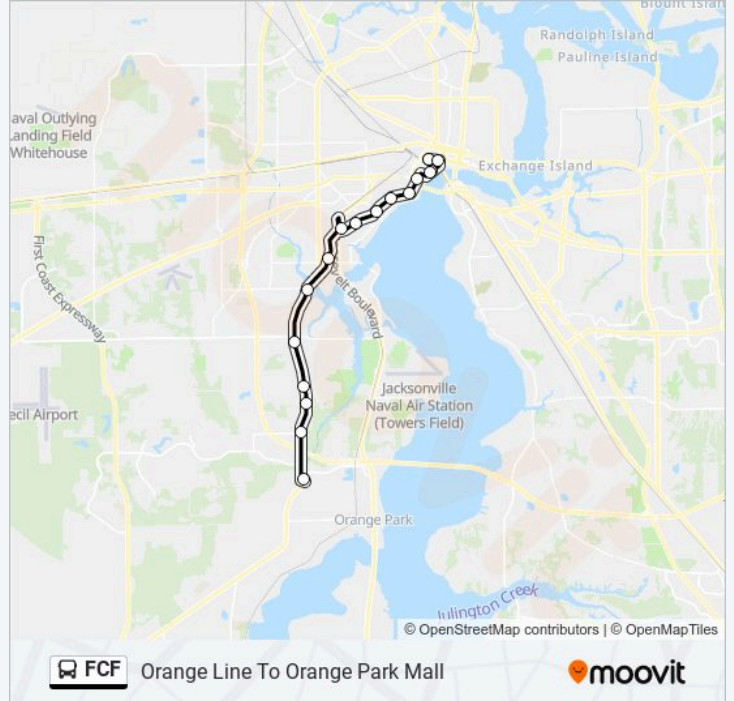 Blount Islan
Randolph Island
Pauline Island
aval Outlying
Landing Field
Whitehouse
Exchange Island
First Coast Expressway
velt Boulevard
Jacksonville
Naval Air Station
(Towers Field)
ecil Airport
Orange Park
Julington Creek
© OpenStreetMap contributors | © OpenMapTiles
FCF Orange Line To Orange Park Mall
moovit